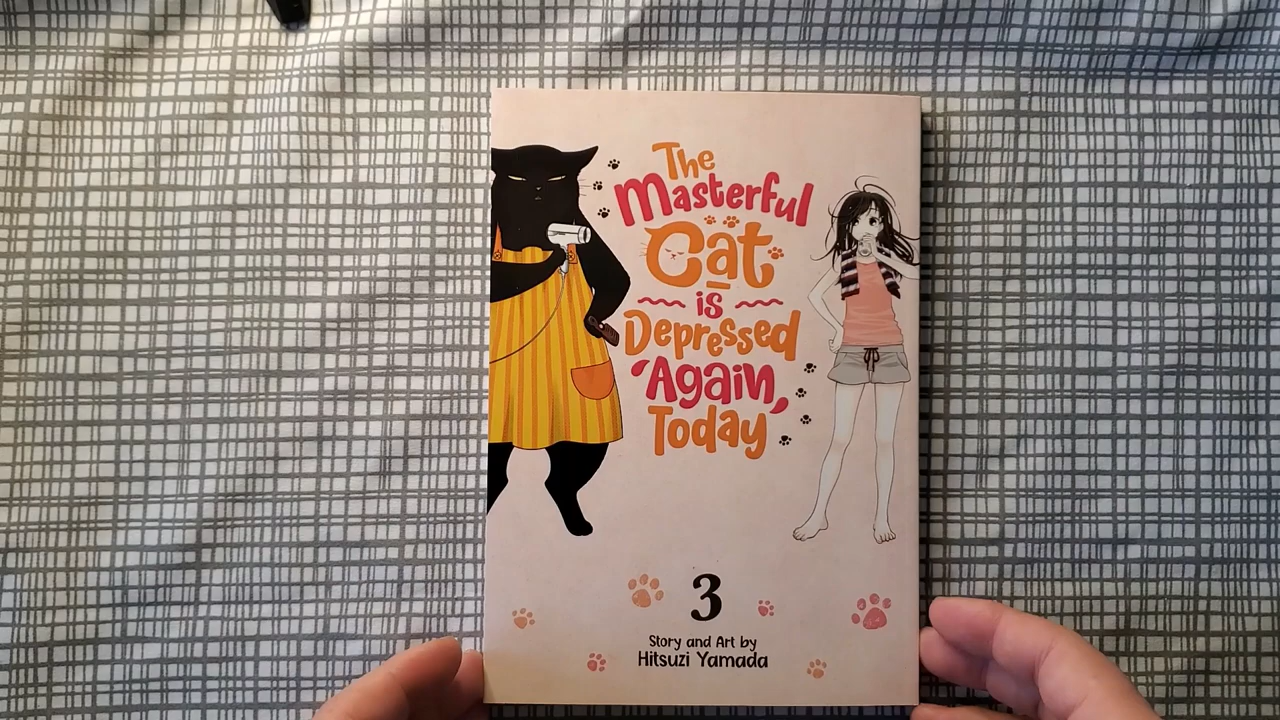 The
Masterful
Cat
is
Depressed
Again,
Today
3
Story and Art by
Hitsuzi Yamada